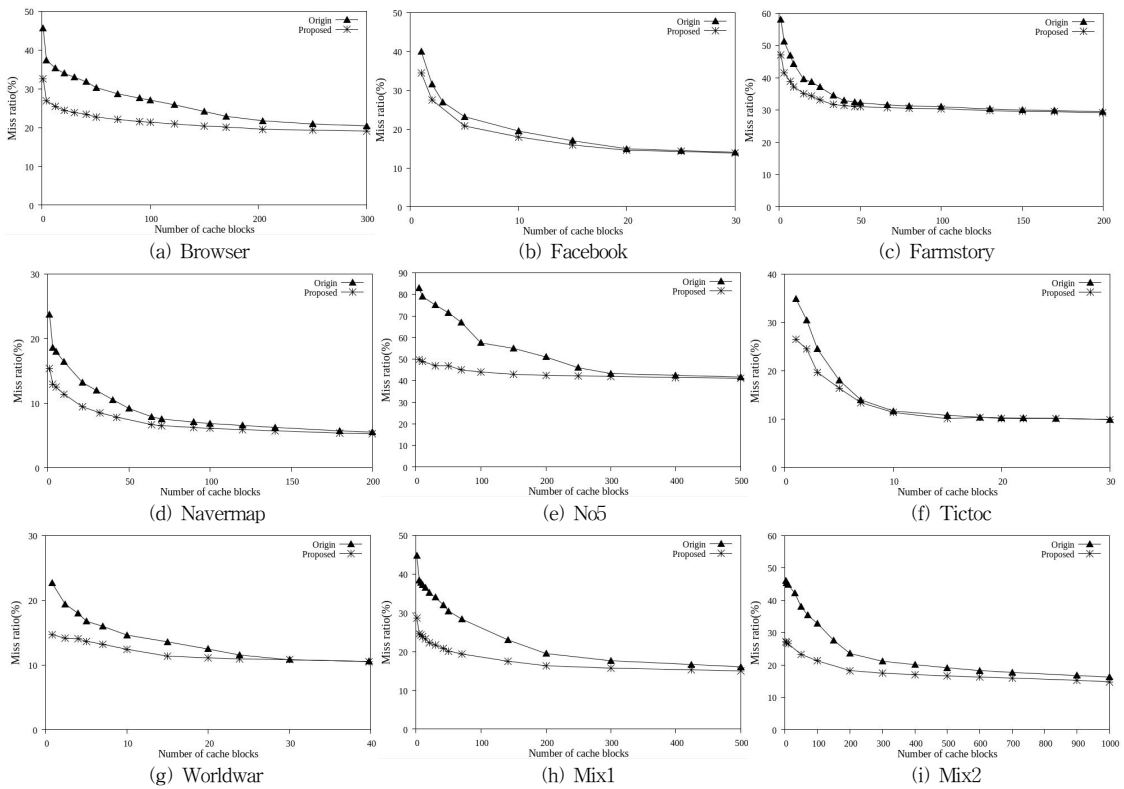 50
40
30
20
10
0
Miss ratio(%)
Origin
Proposed
0 100 200 300
Number of cache blocks
(a) Browser
50
40
30
20
10
0
Miss ratio(%)
Origin
Proposed
0 10 20 30
Number of cache blocks
(b) Facebook
60
50
40
30
20
10
0
Miss ratio(%)
Origin
Proposed
0 50 100 150 200
Number of cache blocks
(c) Farmstory
30
20
10
0
Miss ratio(%)
Origin
Proposed
0 50 100 150 200
Number of cache blocks
(d) Navermap
90
80
70
60
50
40
30
20
10
0
Miss ratio(%)
Origin
Proposed
0 100 200 300 400 500
Number of cache blocks
(e) No5
40
30
20
10
0
Miss ratio(%)
Origin
Proposed
0 10 20 30
Number of cache blocks
(f) Tictoc
30
20
10
0
Miss ratio(%)
Origin
Proposed
0 10 20 30 40
Number of cache blocks
(g) Worldwar
50
40
30
20
10
0
Miss ratio(%)
Origin
Proposed
0 100 200 300 400 500
Number of cache blocks
(h) Mix1
60
50
40
30
20
10
0
Miss ratio(%)
Origin
Proposed
0 100 200 300 400 500 600 700 800 900 1000
Number of cache blocks
(i) Mix2